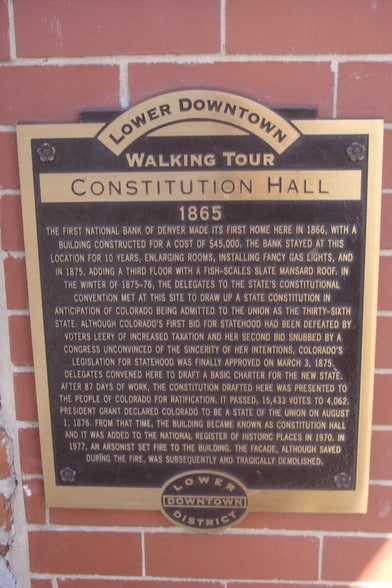 LOWER DOWNTOWN
WALKING TOUR
CONSTITUTION HALL
1865
THE FIRST NATIONAL BANK OF DENVER MADE ITS FIRST HOME HERE IN 1866, WITH A
BUILDING CONSTRUCTED FOR A COST OF $45,000. THE BANK STAYED AT THIS
LOCATION FOR 10 YEARS, ENLARGING ROOMS, INSTALLING FANCY GAS LIGHTS, AND
IN 1875, ADDING A THIRD FLOOR WITH A FISH-SCALES SLATE MANSARD ROOF. IN
THE WINTER OF 1875-76, THE DELEGATES TO THE STATE'S CONSTITUTIONAL
CONVENTION MET AT THIS SITE TO DRAW UP A STATE CONSTITUTION IN
ANTICIPATION OF COLORADO BEING ADMITTED TO THE UNION AS THE THIRTY-SIXTH
STATE. ALTHOUGH COLORADO'S FIRST BID FOR STATEHOOD HAD BEEN DEFEATED BY
VOTERS LEERY OF INCREASED TAXATION AND HER SECOND BID SNUBBED BY A
CONGRESS UNCONVINCED OF THE SINCERITY OF HER INTENTIONS, COLORADO'S
LEGISLATION FOR STATEHOOD WAS FINALLY APPROVED ON MARCH 3, 1875.
DELEGATES CONVENED HERE TO DRAFT A BASIC CHARTER FOR THE NEW STATE.
AFTER 87 DAYS OF WORK, THE CONSTITUTION DRAFTED HERE WAS PRESENTED TO
THE PEOPLE OF COLORADO FOR RATIFICATION. IT PASSED, 15,433 VOTES TO 4,062.
PRESIDENT GRANT DECLARED COLORADO TO BE A STATE OF THE UNION ON AUGUST
1, 1876. FROM THAT TIME, THE BUILDING BECAME KNOWN AS CONSTITUTION HALL
AND IT WAS ADDED TO THE NATIONAL REGISTER OF HISTORIC PLACES IN 1970. IN
1977, AN ARSONIST SET FIRE TO THE BUILDING. THE FACADE, ALTHOUGH SAVED
DURING THE FIRE, WAS SUBSEQUENTLY AND TRAGICALLY DEMOLISHED.
LOWER
DOWNTOWN
DISTRICT